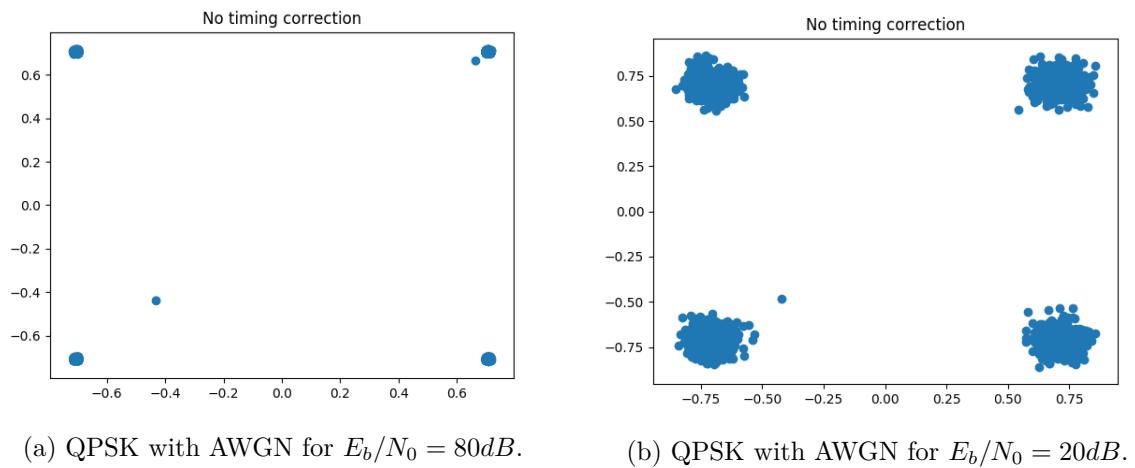 No timing correction
0.6
0.4
0.2
0.0
−0.2
−0.4
−0.6
−0.6 −0.4 −0.2 0.0 0.2 0.4 0.6
(a) QPSK with AWGN for E_b/N_0 = 80dB.
No timing correction
0.75
0.50
0.25
0.00
−0.25
−0.50
−0.75
−0.75 −0.50 −0.25 0.00 0.25 0.50 0.75
(b) QPSK with AWGN for E_b/N_0 = 20dB.